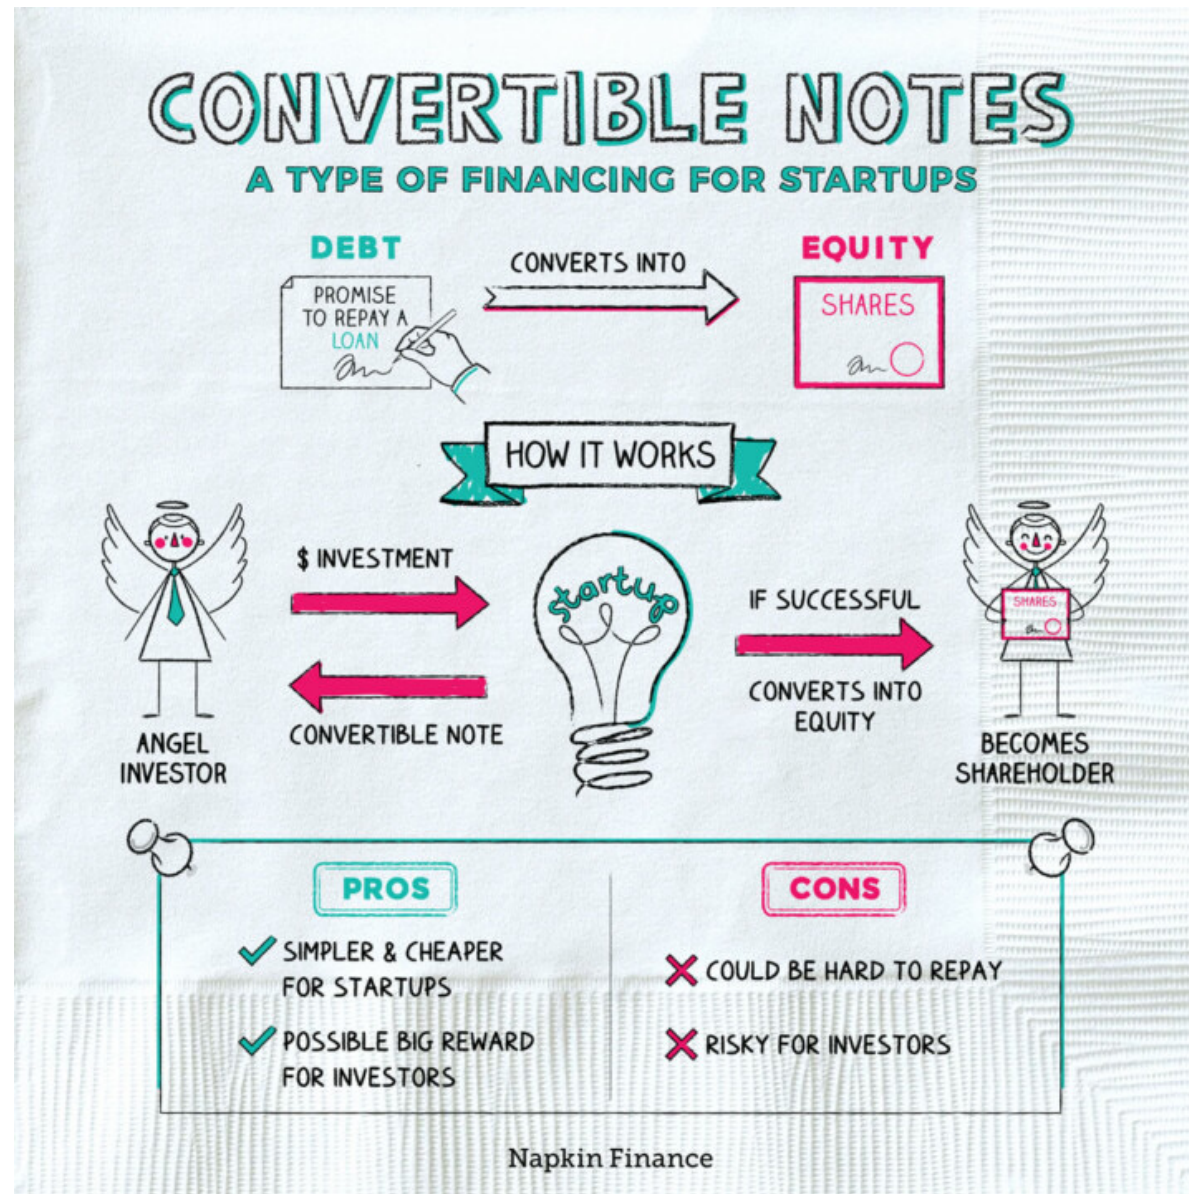 CONVERTIBLE NOTES
A TYPE OF FINANCING FOR STARTUPS
DEBT
PROMISE
TO REPAY A
LOAN
CONVERTS INTO
EQUITY
SHARES
HOW IT WORKS
$ INVESTMENT
CONVERTIBLE NOTE
ANGEL
INVESTOR
startup
IF SUCCESSFUL
CONVERTS INTO
EQUITY
SHARES
BECOMES
SHAREHOLDER
PROS
SIMPLER & CHEAPER
FOR STARTUPS
POSSIBLE BIG REWARD
FOR INVESTORS
CONS
COULD BE HARD TO REPAY
RISKY FOR INVESTORS
Napkin Finance